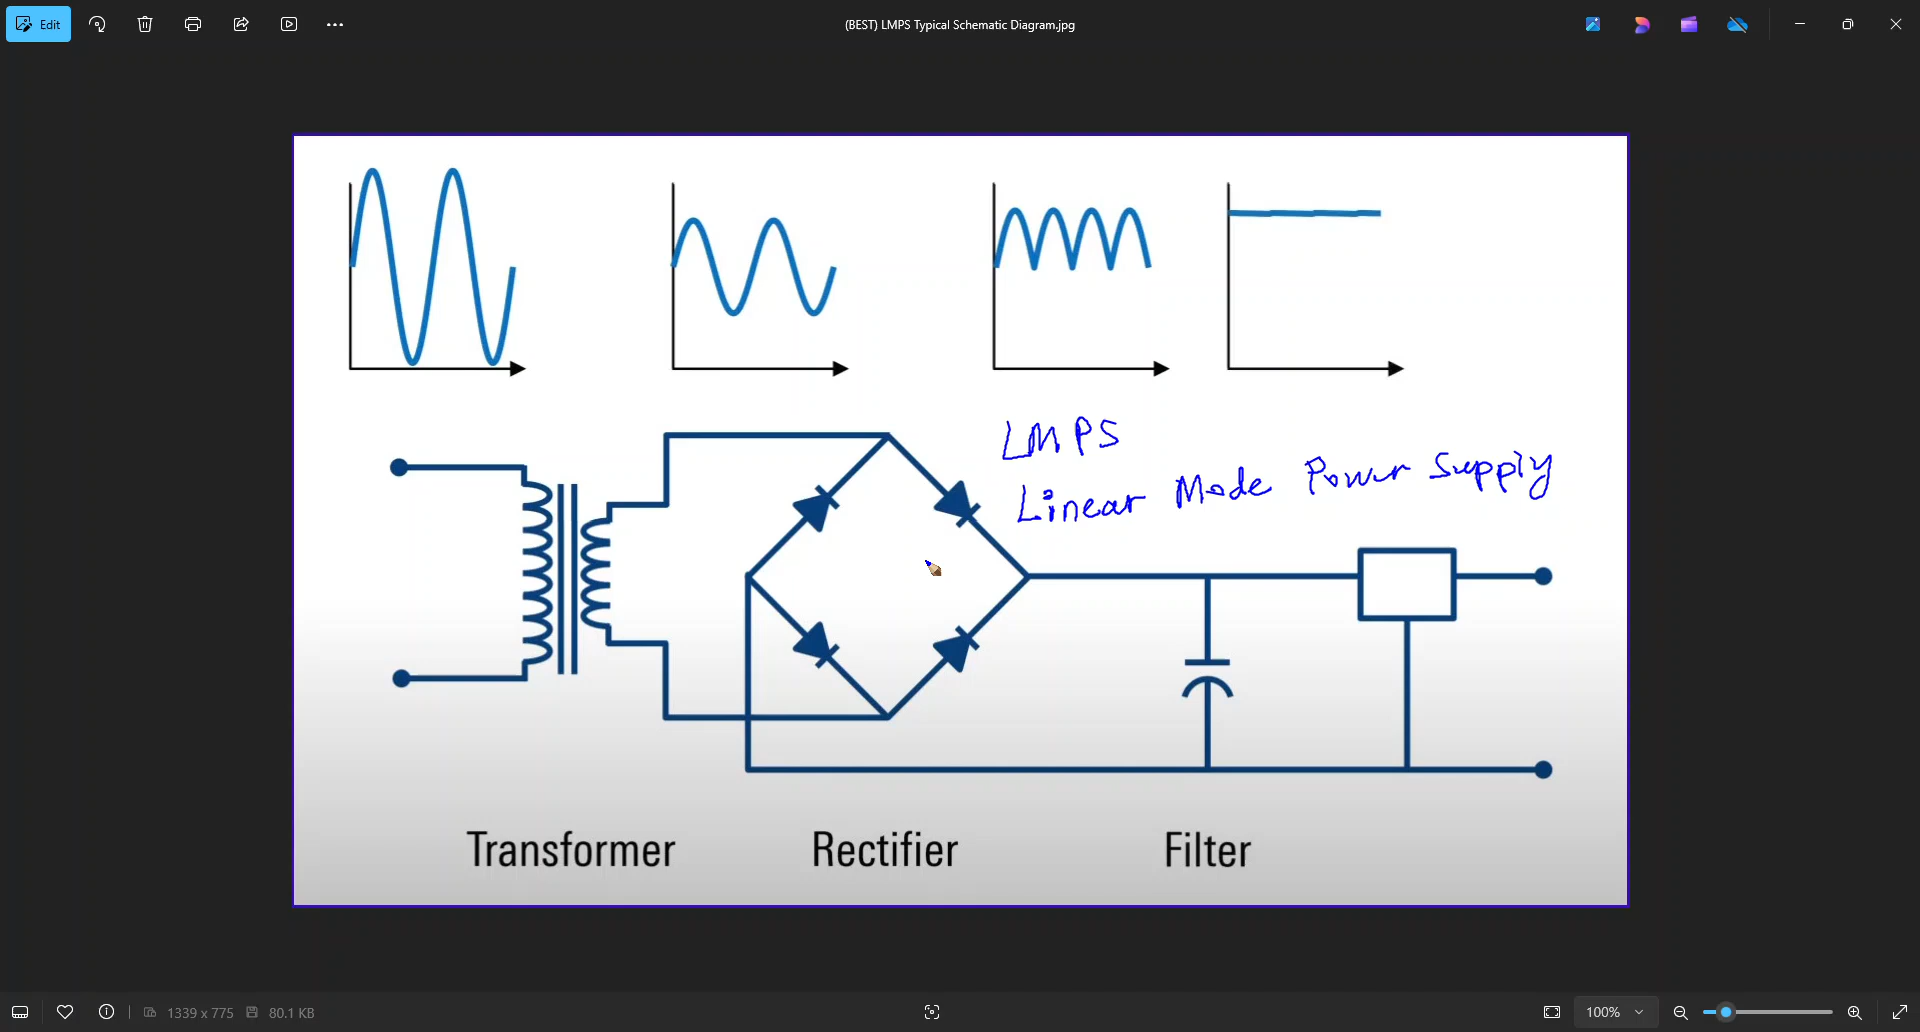 Edit
(BEST) LMPS Typical Schematic Diagram.jpg
LMPS
Linear Mode Power Supply
Transformer Rectifier Filter
1339 x 775 80.1 KB
100%